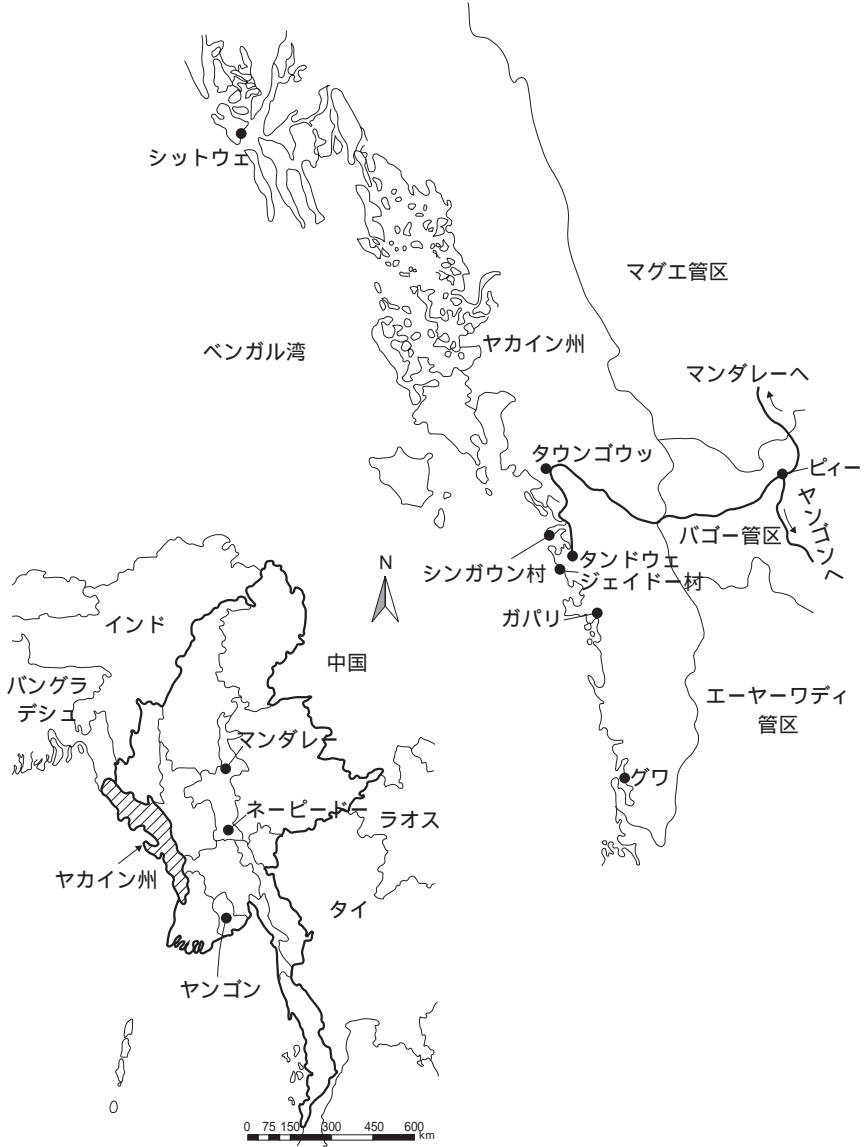 シットウェ
マグエ管区
ベンガル湾
ヤカイン州
マンダレーへ
タウンゴウッ
ピィー
ヤンゴンへ
バゴー管区
シンガウン村
タンドウェ
ジェイドー村
N
ガパリ
インド
中国
バングラ
デシュ
エーヤーワディ
管区
マンダレー
グワ
ネーピードー
ラオス
ヤカイン州
タイ
ヤンゴン
0 75 150 300 450 600
km